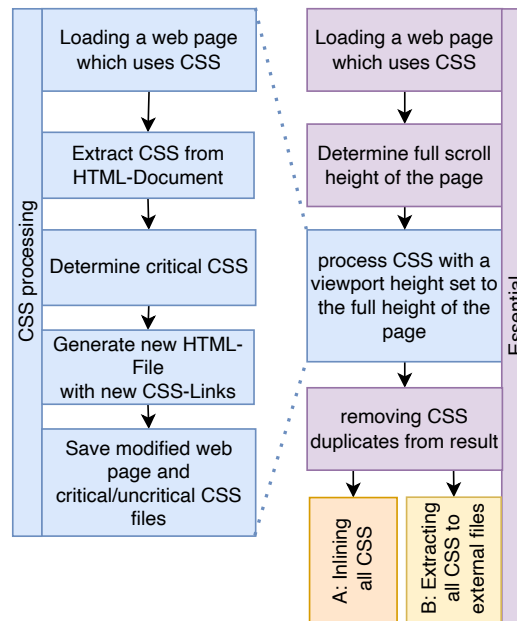 CSS processing
Loading a web page
which uses CSS
Extract CSS from
HTML-Document
Determine critical CSS
Generate new HTML-
File
with new CSS-Links
Save modified web
page and
critical/uncritical CSS
files
Loading a web page
which uses CSS
Determine full scroll
height of the page
process CSS with a
viewport height set to
the full height of the
page
removing CSS
duplicates from result
A: Inlining
all CSS
B: Extracting
all CSS to
external files
Essential